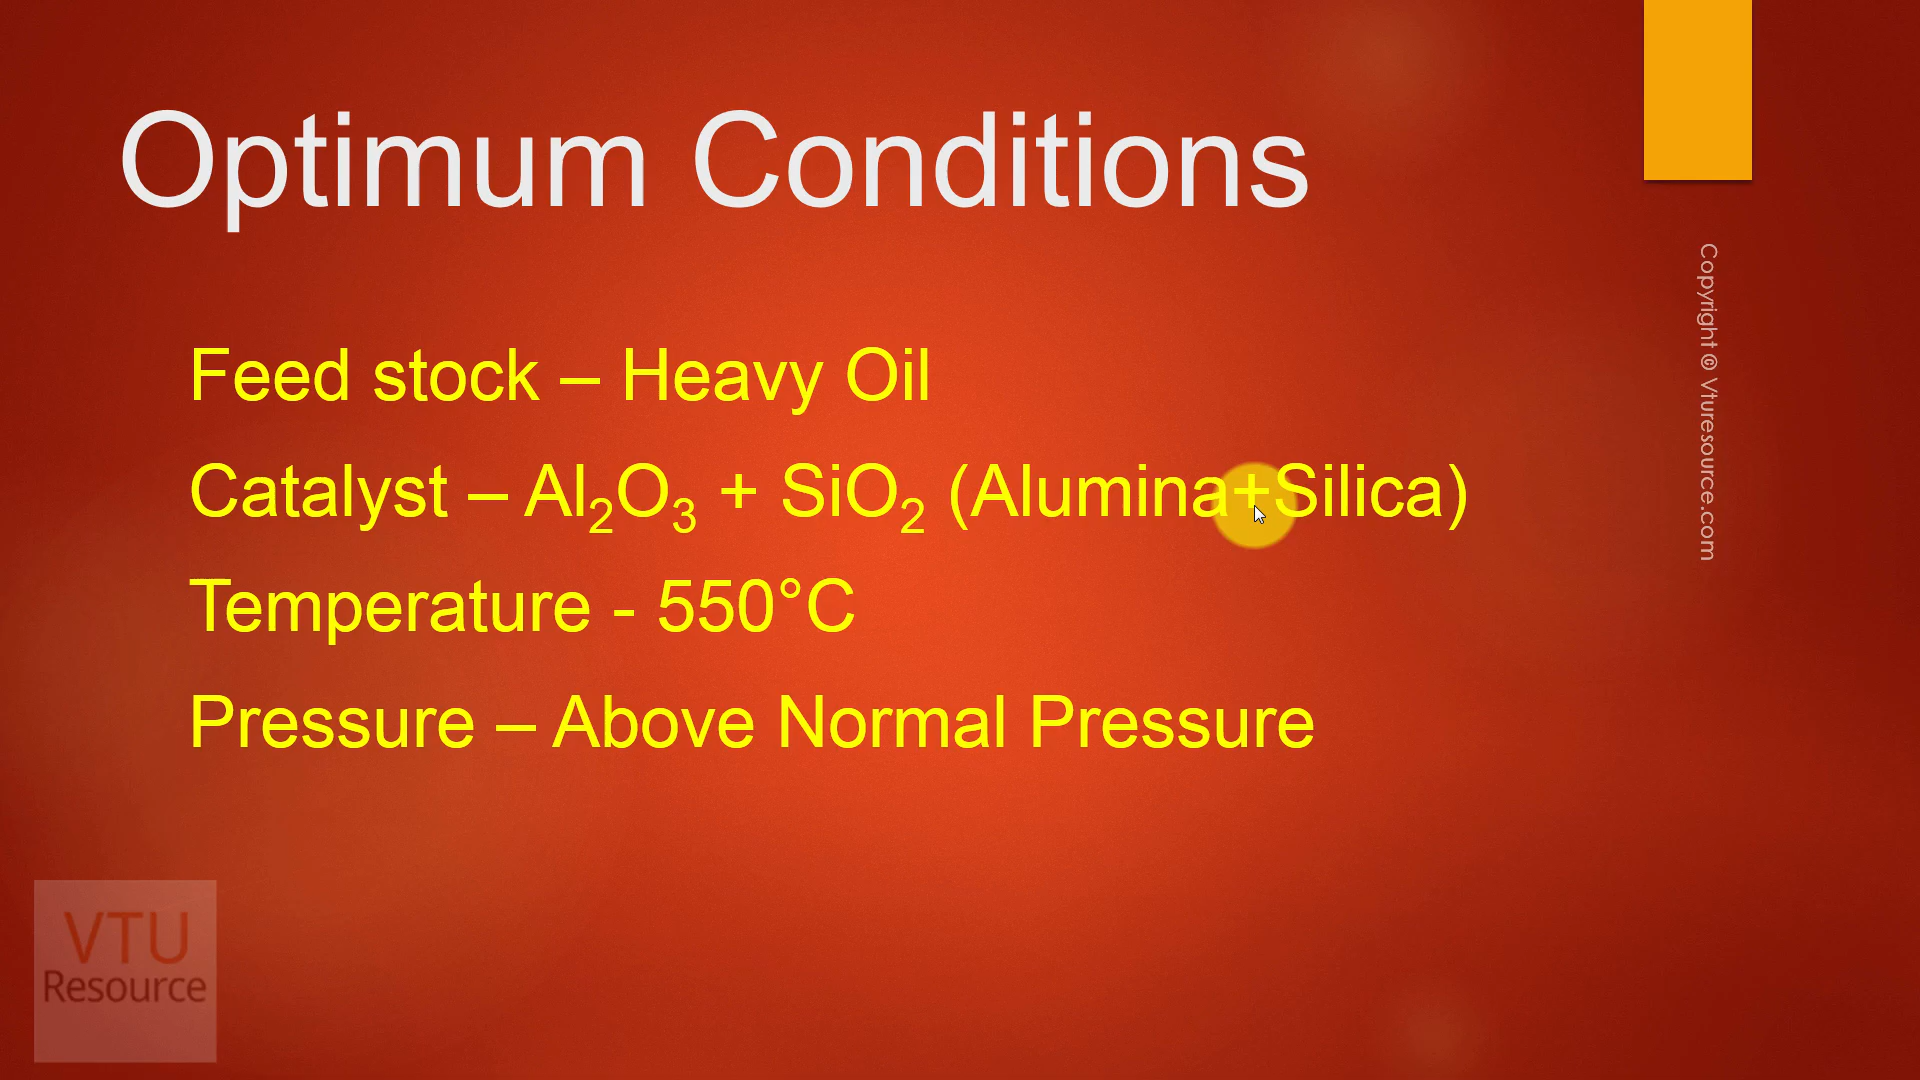 Optimum Conditions
Feed stock – Heavy Oil
Catalyst – Al₂O₃ + SiO₂ (Alumina+Silica)
Temperature - 550°C
Pressure – Above Normal Pressure
Copyright © Vturesource.com
VTU
Resource